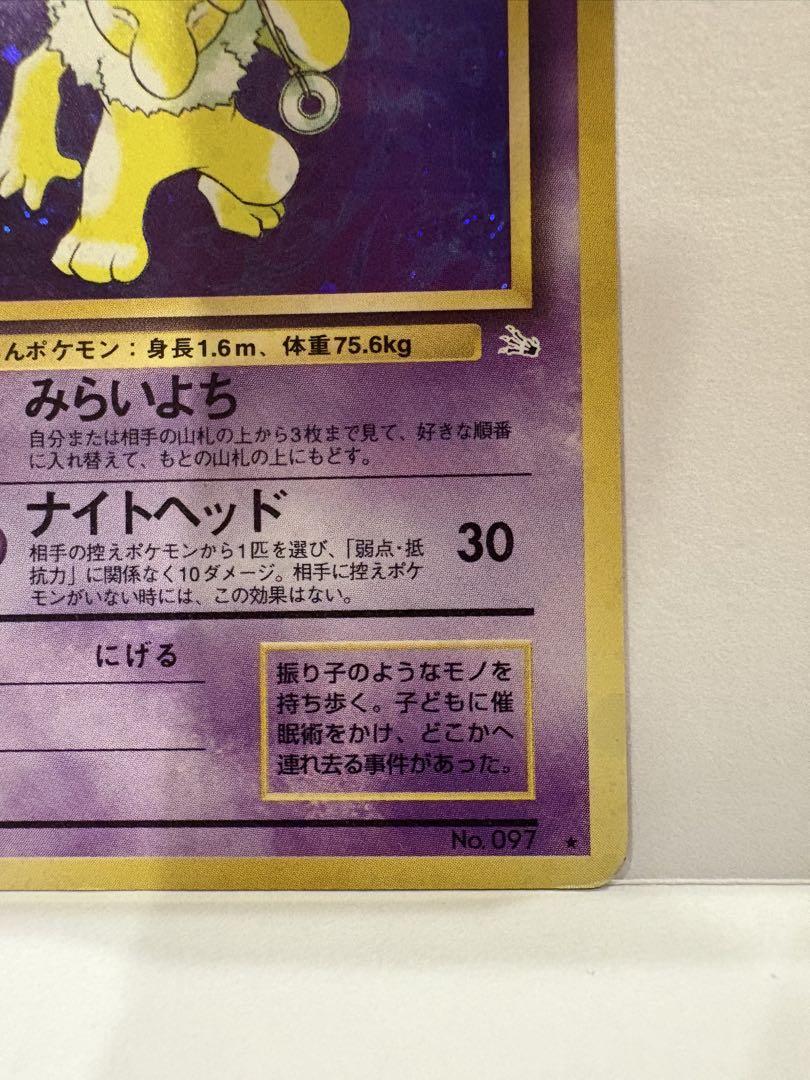 んポケモン：身長1.6m、体重75.6kg
みらいよち
自分または相手の山札の上から3枚まで見て、好きな順番
に入れ替えて、もとの山札の上にもどす。
ナイトヘッド 30
相手の控えポケモンから1匹を選び、「弱点・抵
抗力」に関係なく10ダメージ。相手に控えポケ
モンがいない時には、この効果はない。
にげる
振り子のようなモノを
持ち歩く。子どもに催
眠術をかけ、どこかへ
連れ去る事件があった。
No. 097 ★